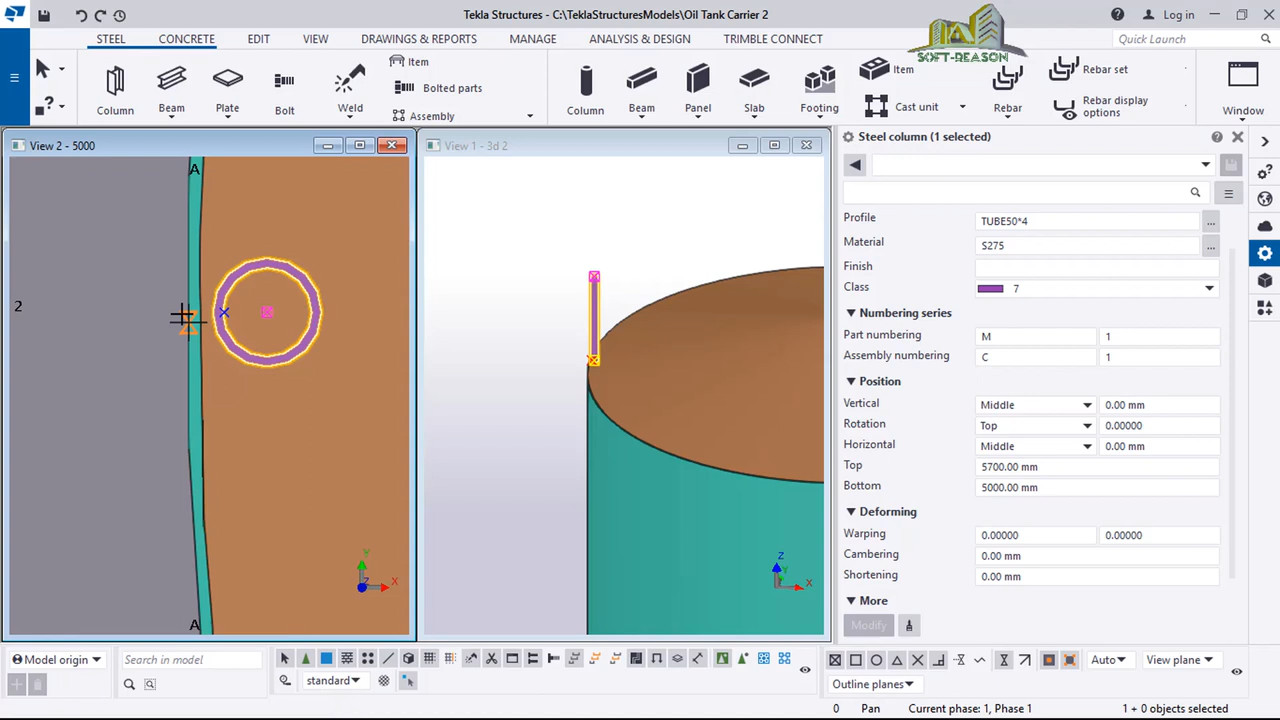 Tekla Structures - C:\TeklaStructuresModels\Oil Tank Carrier 2
Log in
STEEL CONCRETE EDIT VIEW DRAWINGS & REPORTS MANAGE ANALYSIS & DESIGN TRIMBLE CONNECT
SOFT-REASON
Quick Launch
Column Beam Plate Bolt Weld
Item
Bolted parts
Assembly
Column Beam Panel Slab Footing
Item
Cast unit
Rebar
Rebar set
Rebar display options
Window
View 2 - 5000
View 1 - 3d 2
A
2
A
Y
X
Z
Z
Y
X
Steel column (1 selected)
Profile TUBE50*4 ...
Material S275 ...
Finish
Class 7
Numbering series
Part numbering M 1
Assembly numbering C 1
Position
Vertical Middle 0.00 mm
Rotation Top 0.00000
Horizontal Middle 0.00 mm
Top 5700.00 mm
Bottom 5000.00 mm
Deforming
Warping 0.00000 0.00000
Cambering 0.00 mm
Shortening 0.00 mm
More
Modify
Model origin
Search in model
standard
Auto
View plane
Outline planes
0 Pan Current phase: 1, Phase 1 1 + 0 objects selected